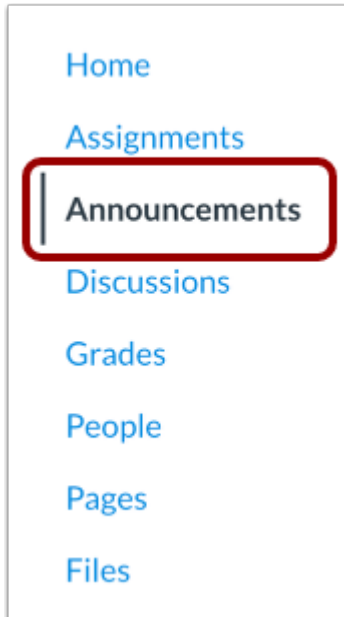 Home
Assignments
Announcements
Discussions
Grades
People
Pages
Files